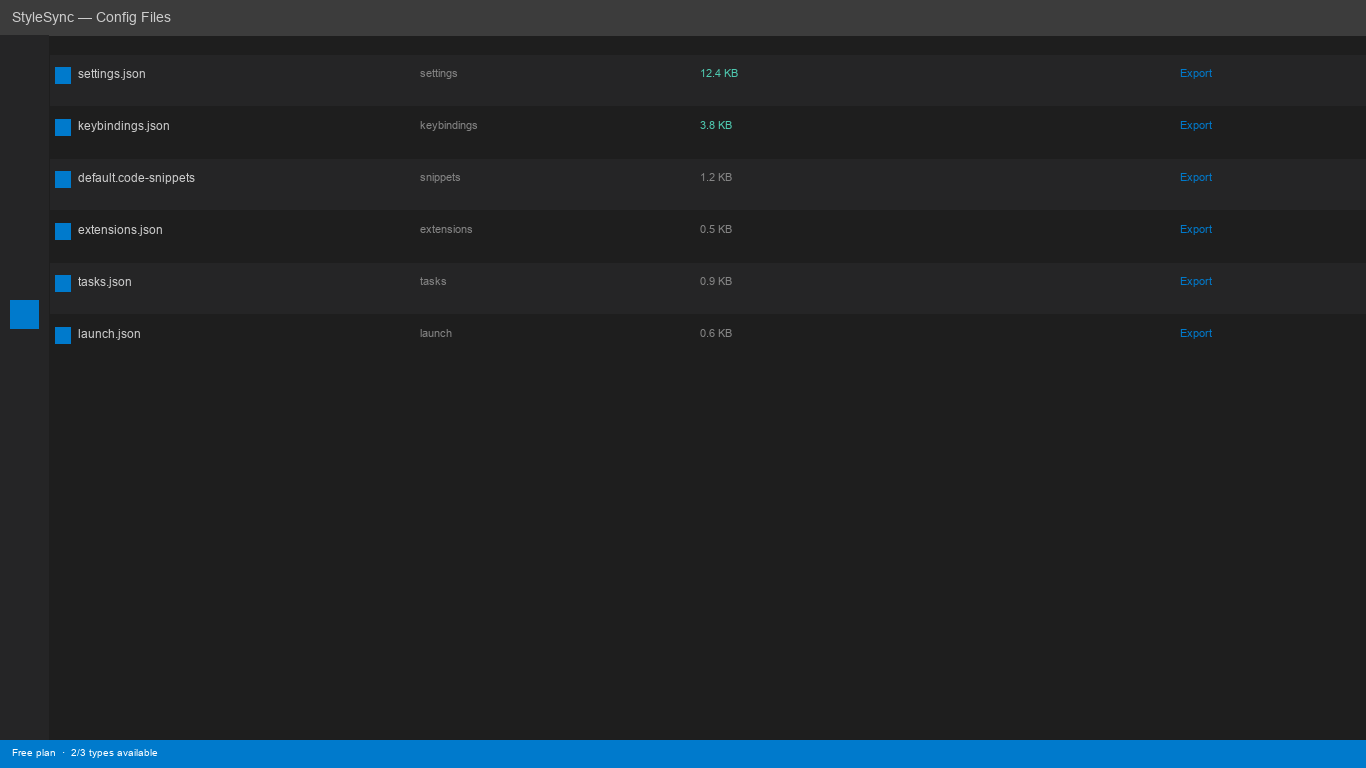 StyleSync — Config Files
settings.json settings 12.4 KB Export
keybindings.json keybindings 3.8 KB Export
default.code-snippets snippets 1.2 KB Export
extensions.json extensions 0.5 KB Export
tasks.json tasks 0.9 KB Export
launch.json launch 0.6 KB Export
Free plan · 2/3 types available